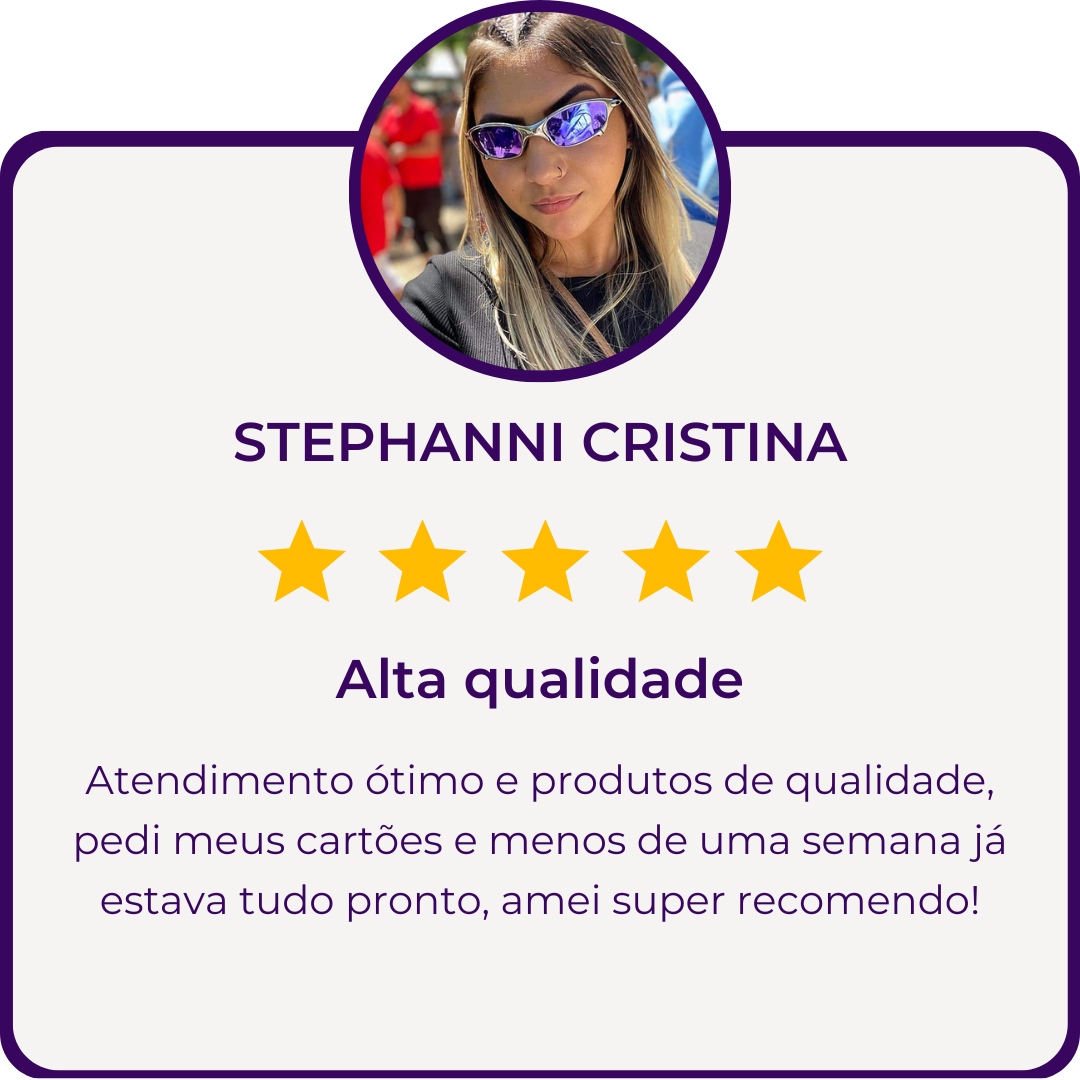 STEPHANNI CRISTINA
Alta qualidade
Atendimento ótimo e produtos de qualidade,
pedi meus cartões e menos de uma semana já
estava tudo pronto, amei super recomendo!